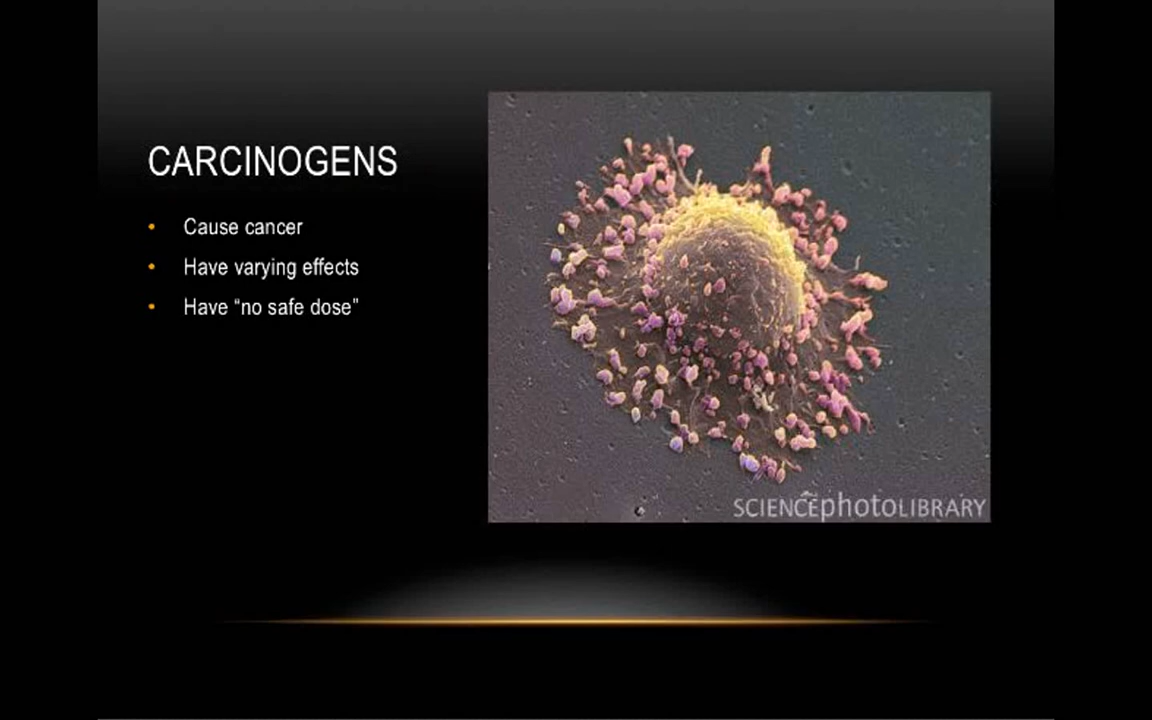 CARCINOGENS
• Cause cancer
• Have varying effects
• Have “no safe dose”
SCIENCEphotoLIBRARY